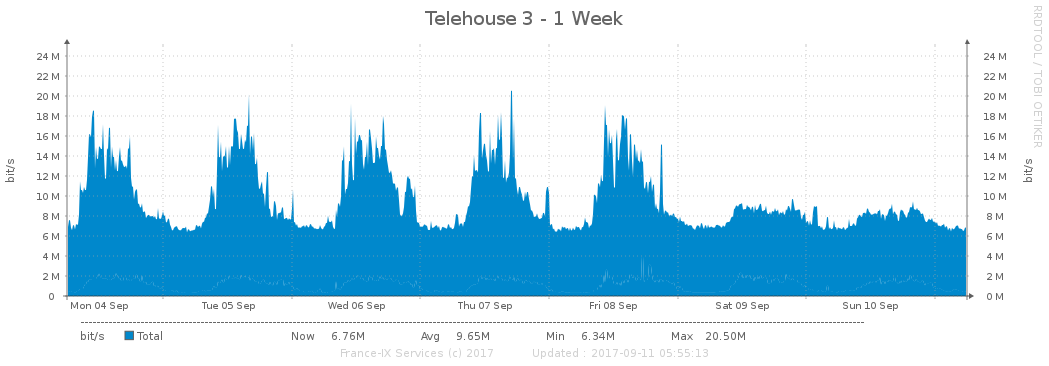 Telehouse 3 - 1 Week
RRDTOOL / TOBI OETIKER
24 M 24 M
22 M 22 M
20 M 20 M
18 M 18 M
16 M 16 M
14 M 14 M
12 M 12 M
10 M 10 M
8 M 8 M
6 M 6 M
4 M 4 M
2 M 2 M
0 0 M
bit/s
bit/s
Mon 04 Sep Tue 05 Sep Wed 06 Sep Thu 07 Sep Fri 08 Sep Sat 09 Sep Sun 10 Sep
bit/s Total Now 6.76M Avg 9.65M Min 6.34M Max 20.50M
France-IX Services (c) 2017 Updated : 2017-09-11 05:55:13